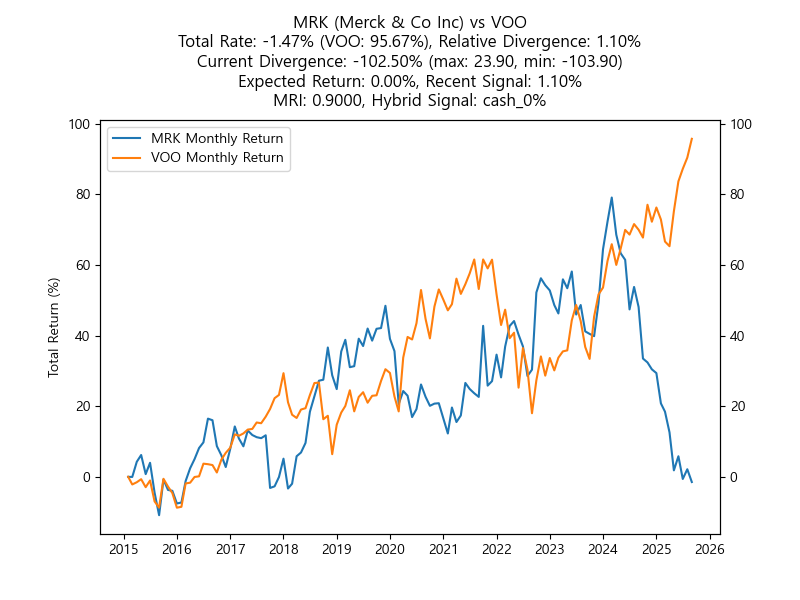 MRK (Merck & Co Inc) vs VOO
Total Rate: -1.47% (VOO: 95.67%), Relative Divergence: 1.10%
Current Divergence: -102.50% (max: 23.90, min: -103.90)
Expected Return: 0.00%, Recent Signal: 1.10%
MRI: 0.9000, Hybrid Signal: cash_0%
MRK Monthly Return
VOO Monthly Return
Total Return (%)
100
80
60
40
20
0
100
80
60
40
20
0
2015 2016 2017 2018 2019 2020 2021 2022 2023 2024 2025 2026